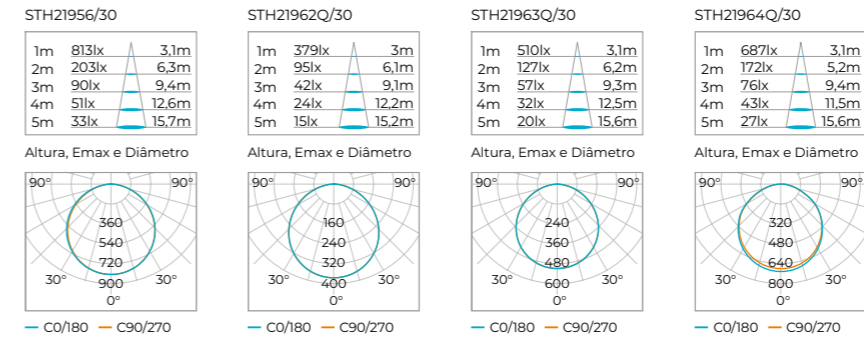 STH21956/30
1m 813lx 3,1m
2m 203lx 6,3m
3m 90lx 9,4m
4m 51lx 12,6m
5m 33lx 15,7m
Altura, Emax e Diâmetro
90° 90°
360
540
720
30° 900 30°
0°
C0/180 C90/270
STH21962Q/30
1m 379lx 3m
2m 95lx 6,1m
3m 42lx 9,1m
4m 24lx 12,2m
5m 15lx 15,2m
Altura, Emax e Diâmetro
90° 90°
160
240
320
30° 400 30°
0°
C0/180 C90/270
STH21963Q/30
1m 510lx 3,1m
2m 127lx 6,2m
3m 57lx 9,3m
4m 32lx 12,5m
5m 20lx 15,6m
Altura, Emax e Diâmetro
90° 90°
240
360
480
30° 600 30°
0°
C0/180 C90/270
STH21964Q/30
1m 687lx 3,1m
2m 172lx 5,2m
3m 76lx 9,4m
4m 43lx 11,5m
5m 27lx 15,6m
Altura, Emax e Diâmetro
90° 90°
320
480
640
30° 800 30°
0°
C0/180 C90/270